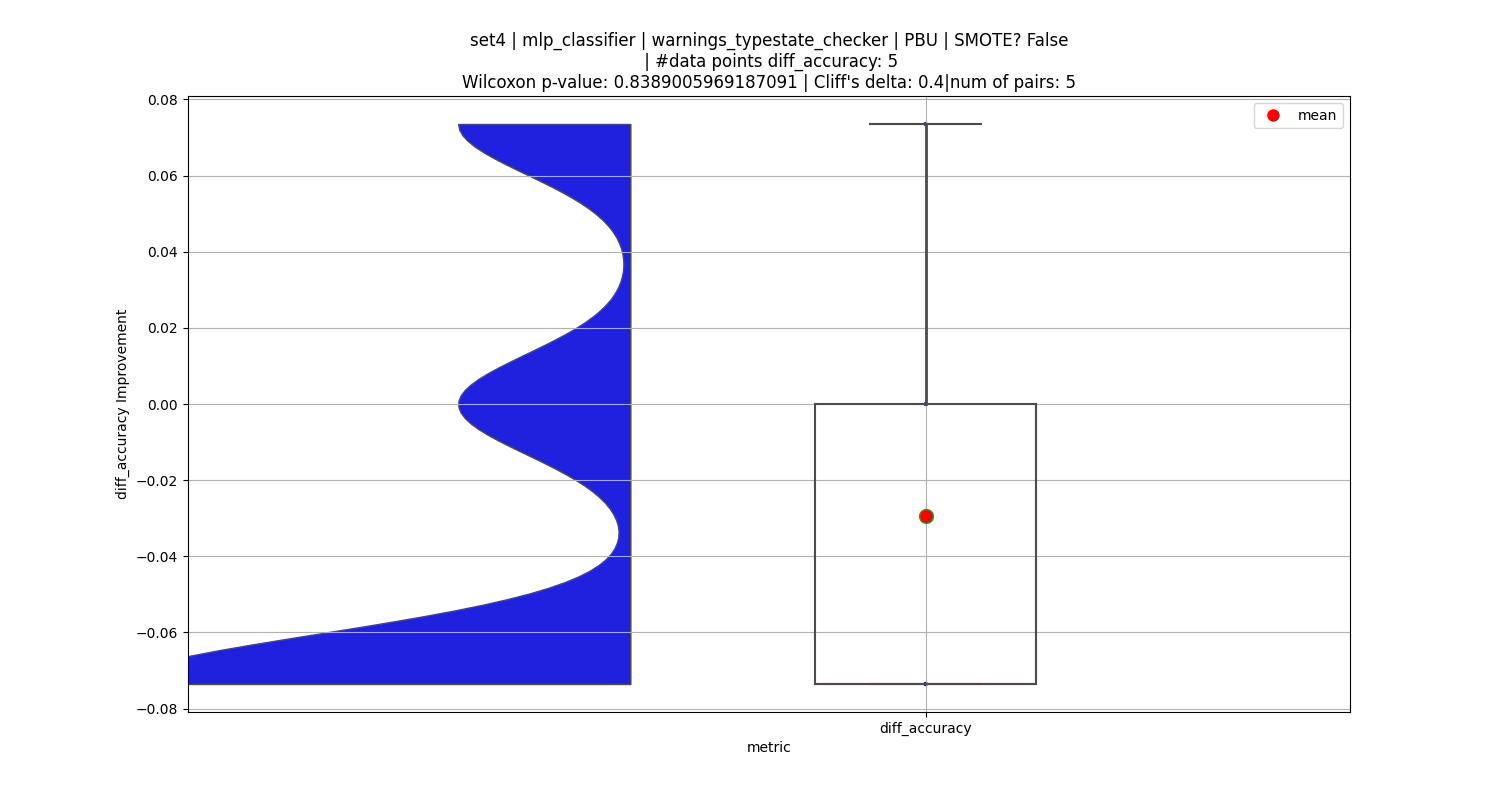 set4 | mlp_classifier | warnings_typestate_checker | PBU | SMOTE? False
| #data points diff_accuracy: 5
Wilcoxon p-value: 0.8389005969187091 | Cliff's delta: 0.4|num of pairs: 5
mean
0.08
0.06
0.04
0.02
0.00
−0.02
−0.04
−0.06
−0.08
diff_accuracy Improvement
diff_accuracy
metric